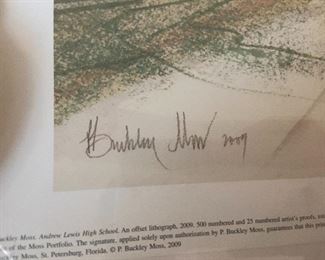 P Buckley Moss 2009
Buckley Moss. Andrew Lewis High School. An offset lithograph, 2009. 500 numbered and 25 numbered artist's proofs,
of the Moss Portfolio. The signature, applied solely upon authorization by P. Buckley Moss, guarantees that this
Moss, St. Petersburg, Florida. © P. Buckley Moss, 2009